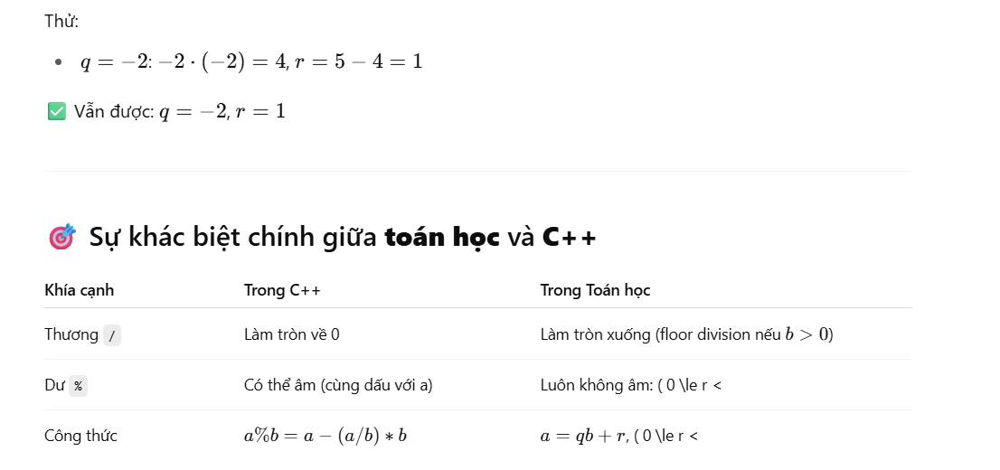 Thử:
• q = −2: −2 · (−2) = 4, r = 5 − 4 = 1
✅ Vẫn được: q = −2, r = 1
🎯 Sự khác biệt chính giữa toán học và C++
Khía cạnh Trong C++ Trong Toán học
Thương / Làm tròn về 0 Làm tròn xuống (floor division nếu b > 0)
Dư % Có thể âm (cùng dấu với a) Luôn không âm: ( 0 \le r <
Công thức a%b = a − (a/b) ∗ b a = qb + r, ( 0 \le r <